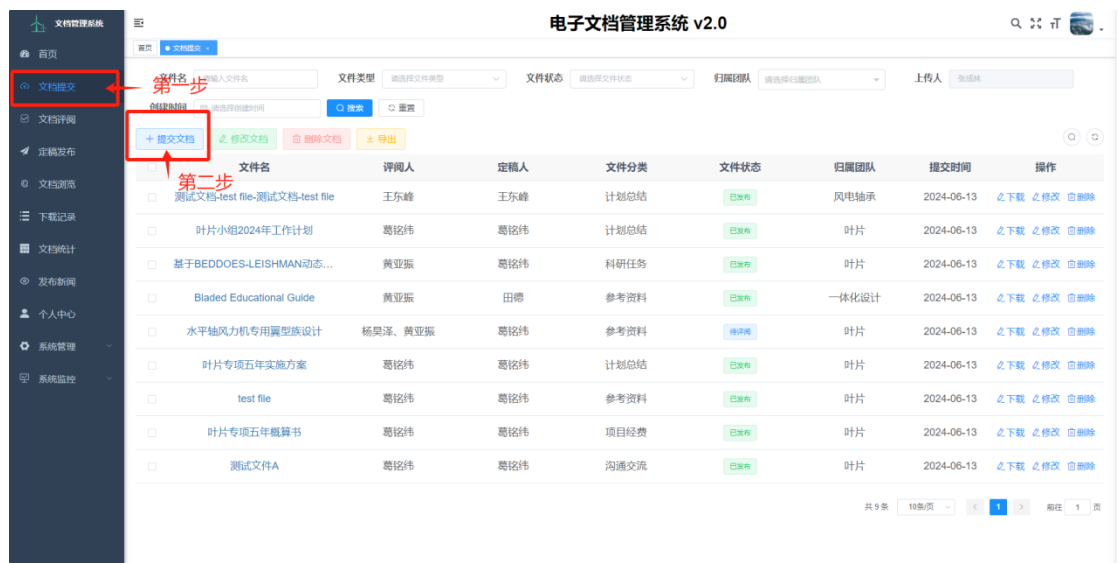 文档管理系统
电子文档管理系统 v2.0
首页
文档提交
文档评阅
定稿发布
文档浏览
下载记录
文档统计
发布新闻
个人中心
系统管理
系统监控
首页 文档提交 ×
文件名 请输入文件名 文件类型 请选择文件类型 文件状态 请选择文件状态 归属团队 请选择归属团队 上传人
第一步
创建时间 请选择创建时间 搜索 重置
+ 提交文档 修改文档 删除文档 导出
第二步
文件名 评阅人 定稿人 文件分类 文件状态 归属团队 提交时间 操作
测试文档-test file-测试文档-test file 王东峰 王东峰 计划总结 已发布 风电轴承 2024-06-13 下载 修改 删除
叶片小组2024年工作计划 葛铭纬 葛铭纬 计划总结 已发布 叶片 2024-06-13 下载 修改 删除
基于BEDDOES-LEISHMAN动态... 黄亚振 葛铭纬 科研任务 已发布 叶片 2024-06-13 下载 修改 删除
Bladed Educational Guide 黄亚振 田德 参考资料 已发布 一体化设计 2024-06-13 下载 修改 删除
水平轴风力机专用翼型族设计 杨昊泽、黄亚振 葛铭纬 参考资料 待评阅 叶片 2024-06-13 下载 修改 删除
叶片专项五年实施方案 葛铭纬 葛铭纬 计划总结 已发布 叶片 2024-06-13 下载 修改 删除
test file 葛铭纬 葛铭纬 参考资料 已发布 叶片 2024-06-13 下载 修改 删除
叶片专项五年概算书 葛铭纬 葛铭纬 项目经费 已发布 叶片 2024-06-13 下载 修改 删除
测试文件A 葛铭纬 葛铭纬 沟通交流 已发布 叶片 2024-06-13 下载 修改 删除
共 9 条 10条/页 < 1 > 前往 1 页